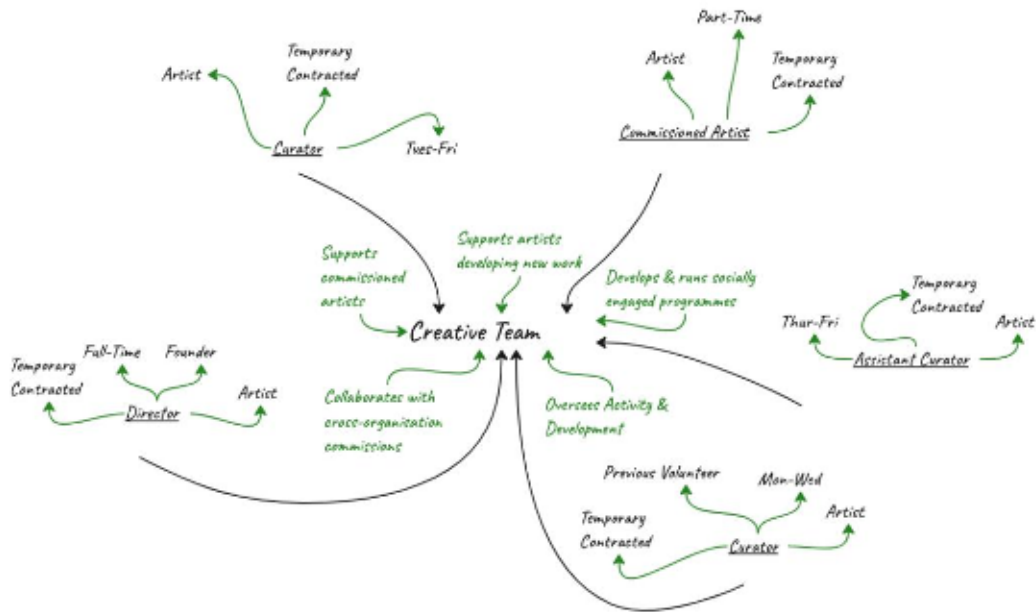 Part-Time
Artist
Temporary
Contracted
Curator
Tues-Fri
Artist
Temporary
Contracted
Commissioned Artist
Supports
commissioned
artists
Supports artists
developing new work
Develops & runs socially
engaged programmes
Creative Team
Collaborates with
cross-organisation
commissions
Oversees Activity &
Development
Temporary
Contracted
Thur-Fri
Artist
Assistant Curator
Full-Time
Founder
Temporary
Contracted
Artist
Director
Previous Volunteer
Mon-Wed
Temporary
Contracted
Artist
Curator